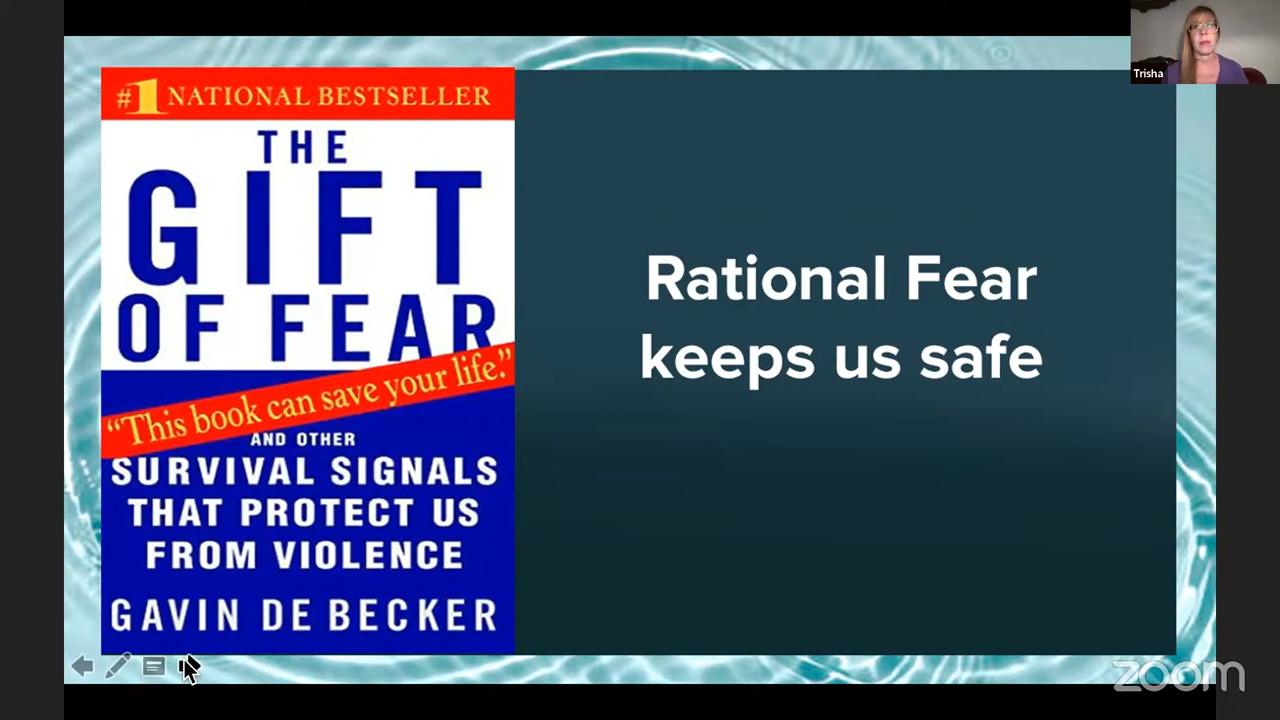 #1 NATIONAL BESTSELLER
THE
GIFT
OF FEAR
“This book can save your life.”
AND OTHER
SURVIVAL SIGNALS
THAT PROTECT US
FROM VIOLENCE
GAVIN DE BECKER
Rational Fear
keeps us safe
Trisha
zoom